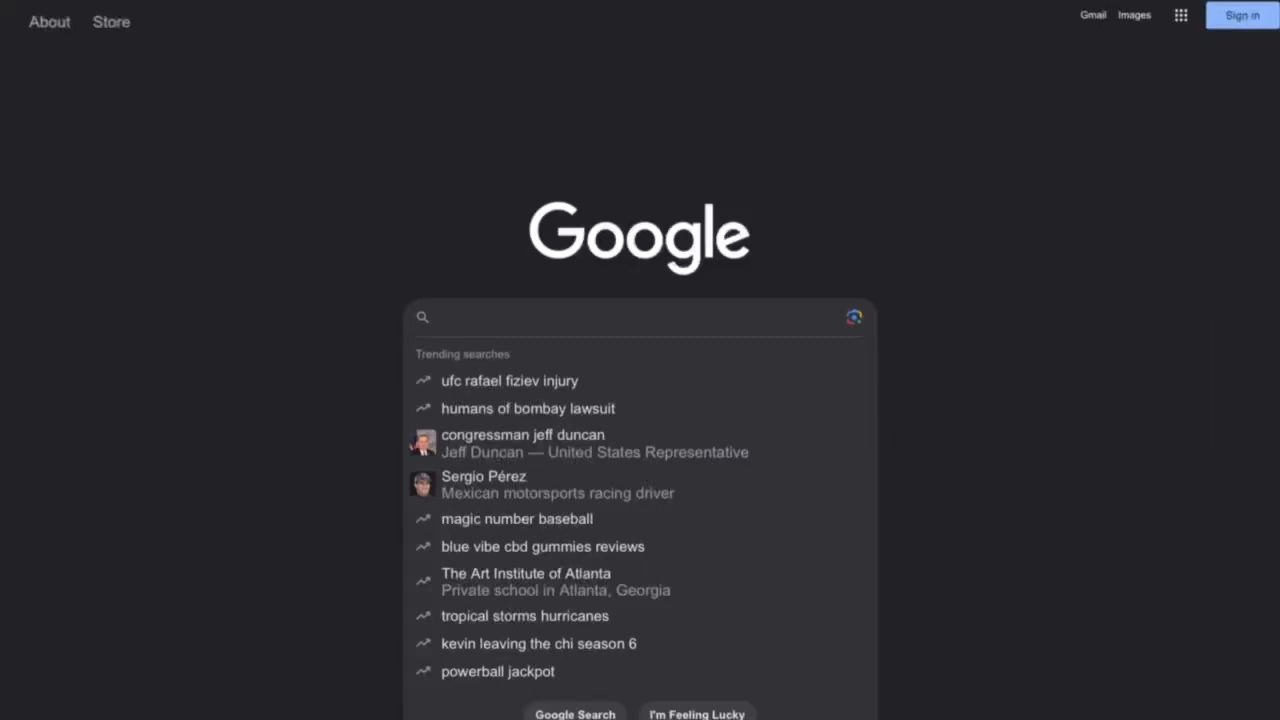 About Store
Gmail Images Sign in
Google
Trending searches
ufc rafael fiziev injury
humans of bombay lawsuit
congressman jeff duncan
Jeff Duncan — United States Representative
Sergio Pérez
Mexican motorsports racing driver
magic number baseball
blue vibe cbd gummies reviews
The Art Institute of Atlanta
Private school in Atlanta, Georgia
tropical storms hurricanes
kevin leaving the chi season 6
powerball jackpot
Google Search I'm Feeling Lucky